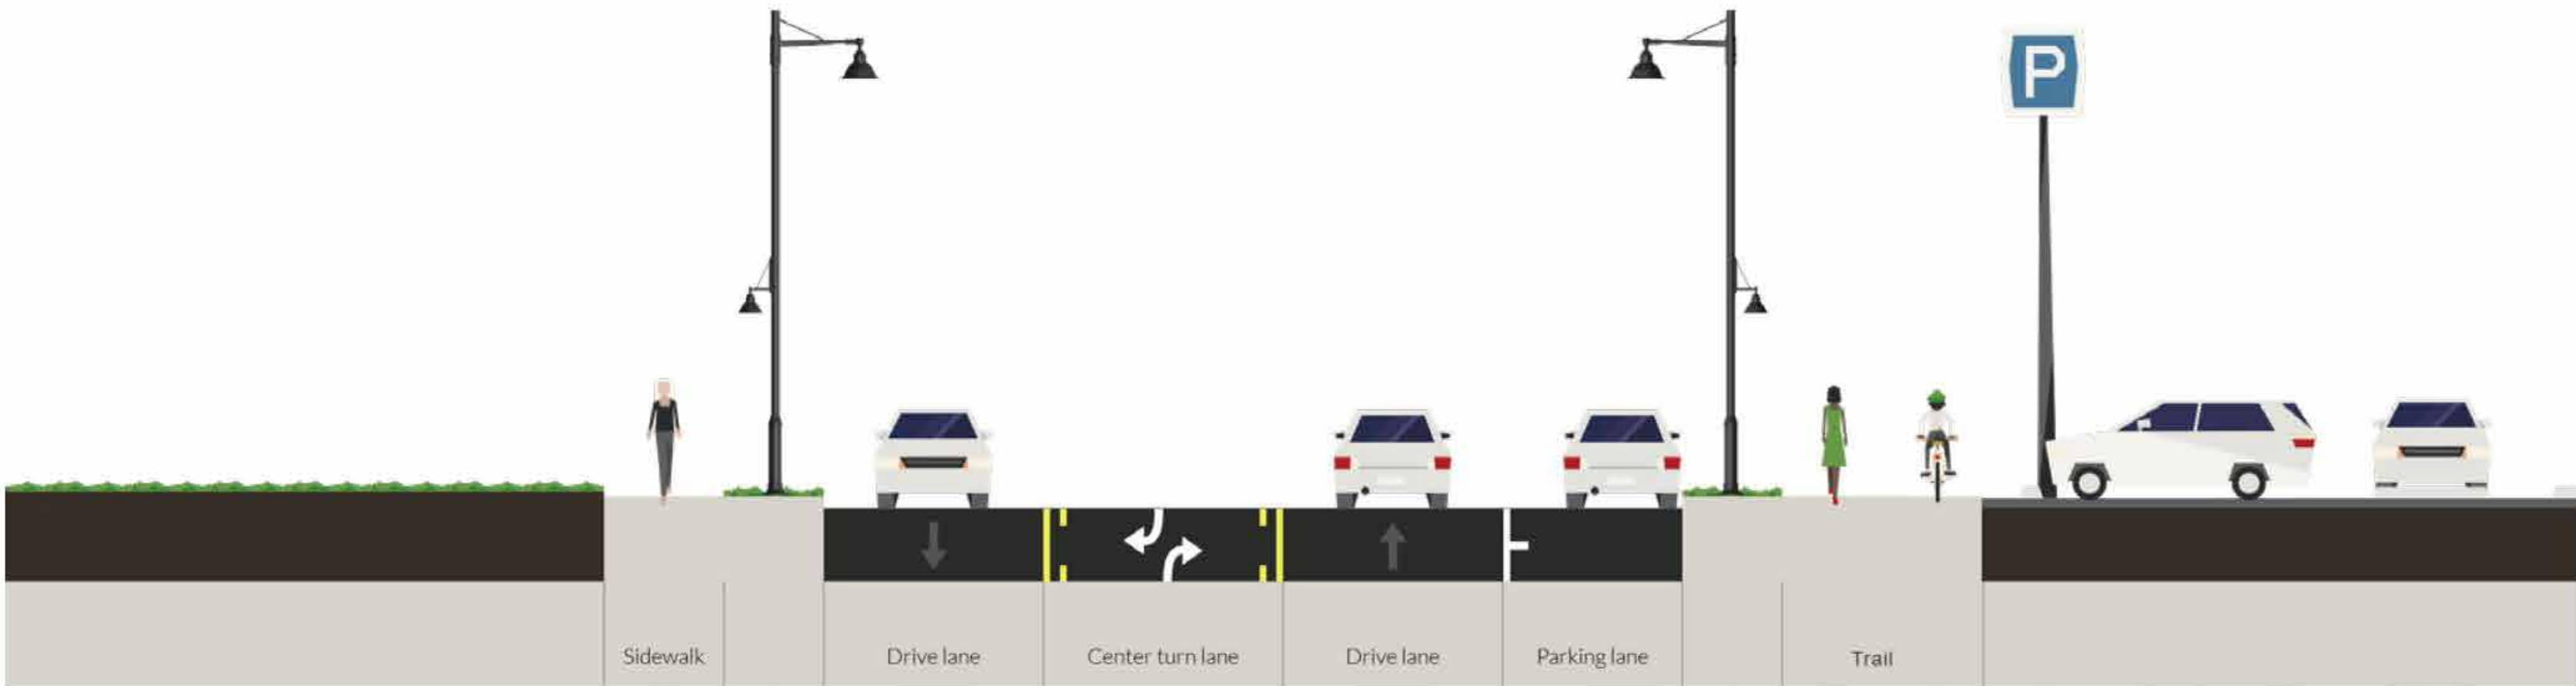 P
Sidewalk
Drive lane
Center turn lane
Drive lane
Parking lane
Trail